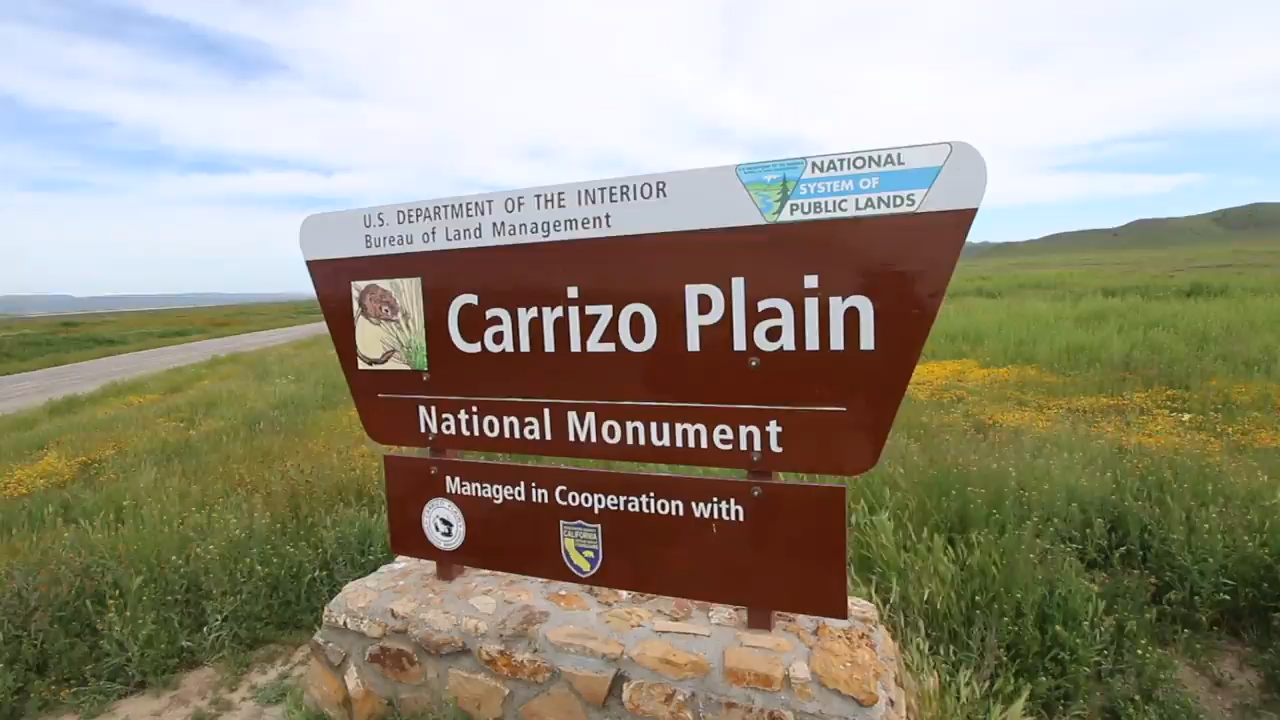 U.S. DEPARTMENT OF THE INTERIOR
Bureau of Land Management
NATIONAL
SYSTEM OF
PUBLIC LANDS
Carrizo Plain
National Monument
Managed in Cooperation with
CALIFORNIA